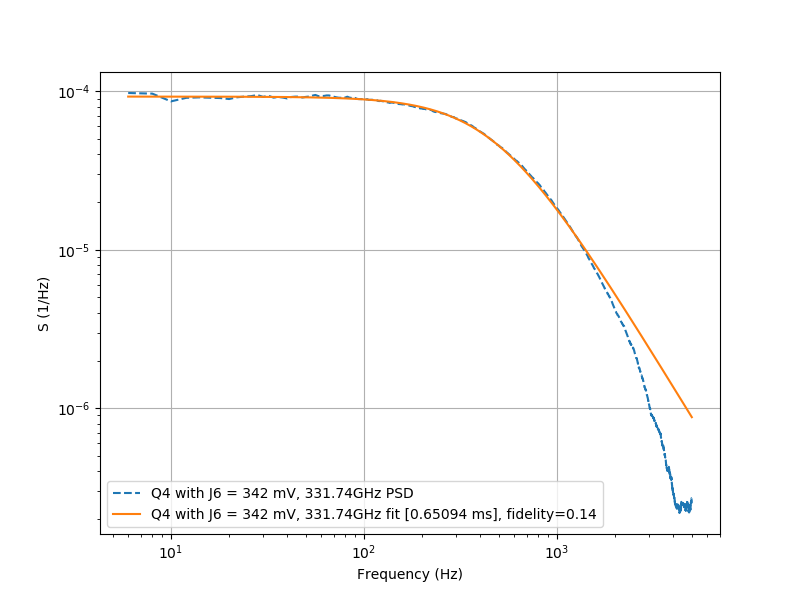 10⁻⁴
10⁻⁵
10⁻⁶
S (1/Hz)
Q4 with J6 = 342 mV, 331.74GHz PSD
Q4 with J6 = 342 mV, 331.74GHz fit [0.65094 ms], fidelity=0.14
10¹ 10² 10³
Frequency (Hz)